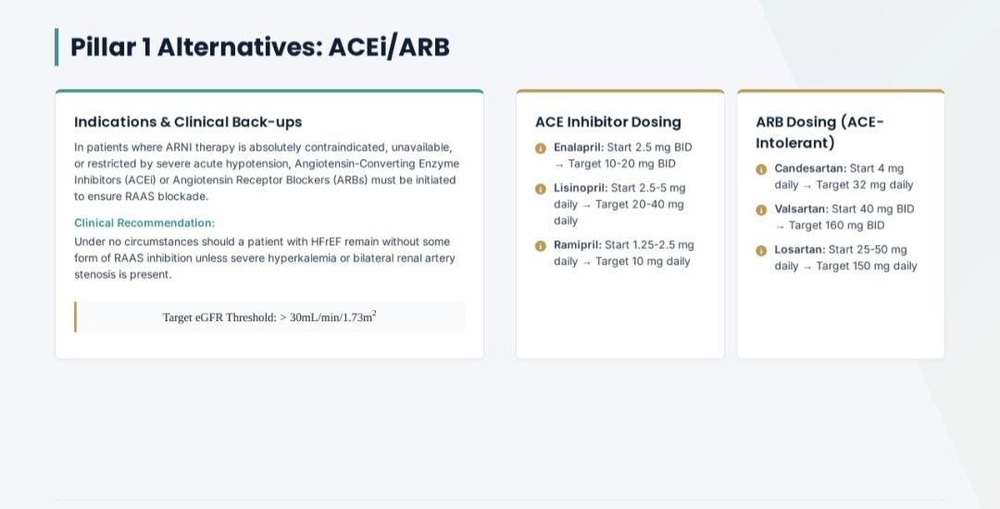 Pillar 1 Alternatives: ACEi/ARB
Indications & Clinical Back-ups
In patients where ARNI therapy is absolutely contraindicated, unavailable,
or restricted by severe acute hypotension, Angiotensin-Converting Enzyme
Inhibitors (ACEi) or Angiotensin Receptor Blockers (ARBs) must be initiated
to ensure RAAS blockade.
Clinical Recommendation:
Under no circumstances should a patient with HFrEF remain without some
form of RAAS inhibition unless severe hyperkalemia or bilateral renal artery
stenosis is present.
Target eGFR Threshold: > 30mL/min/1.73m²
ACE Inhibitor Dosing
Enalapril: Start 2.5 mg BID
→ Target 10-20 mg BID
Lisinopril: Start 2.5-5 mg
daily → Target 20-40 mg
daily
Ramipril: Start 1.25-2.5 mg
daily → Target 10 mg daily
ARB Dosing (ACE-
Intolerant)
Candesartan: Start 4 mg
daily → Target 32 mg daily
Valsartan: Start 40 mg BID
→ Target 160 mg BID
Losartan: Start 25-50 mg
daily → Target 150 mg daily